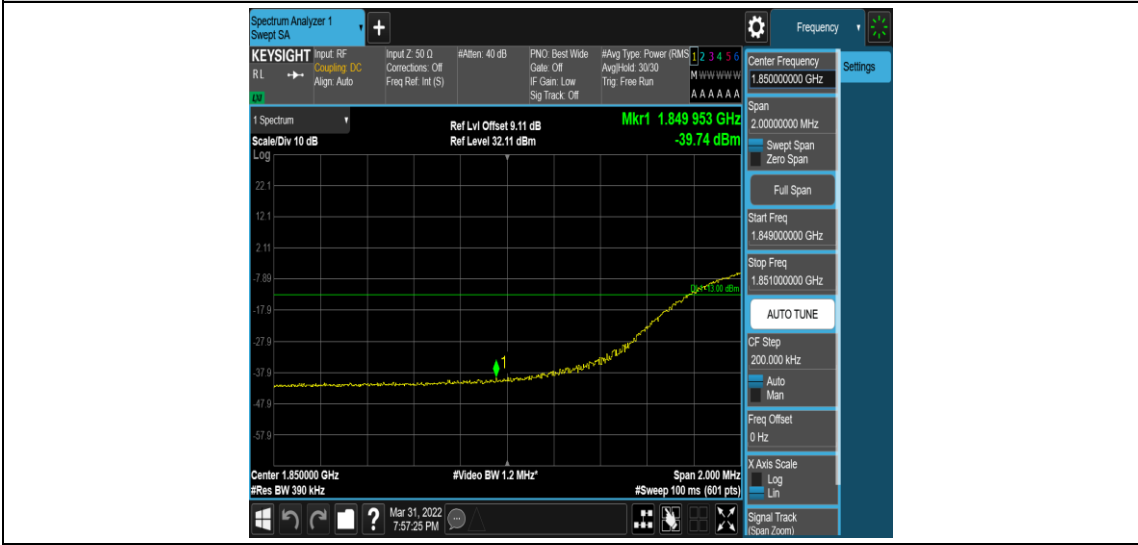 Spectrum Analyzer 1
Swept SA
+
Frequency
KEYSIGHT
RL
LNI
Input: RF
Coupling: DC
Align: Auto
Input Z: 50 Ω
Corrections: Off
Freq Ref: Int (S)
#Atten: 40 dB
PNO: Best Wide
Gate: Off
IF Gain: Low
Sig Track: Off
#Avg Type: Power (RMS
Avg|Hold: 30/30
Trig: Free Run
1 2 3 4 5 6
M W W W W W
A A A A A A
1 Spectrum
Scale/Div 10 dB
Log
Ref Lvl Offset 9.11 dB
Ref Level 32.11 dBm
Mkr1 1.849 953 GHz
-39.74 dBm
22.1
12.1
2.11
-7.89
-17.9
-27.9
-37.9
-47.9
-57.9
1
Center 1.850000 GHz
#Res BW 390 kHz
#Video BW 1.2 MHz*
Span 2.000 MHz
#Sweep 100 ms (601 pts)
Center Frequency
1.850000000 GHz
Settings
Span
2.00000000 MHz
Swept Span
Zero Span
Full Span
Start Freq
1.849000000 GHz
Stop Freq
1.851000000 GHz
AUTO TUNE
CF Step
200.000 kHz
Auto
Man
Freq Offset
0 Hz
X Axis Scale
Log
Lin
Signal Track
(Span Zoom)
?
Mar 31, 2022
7:57:25 PM